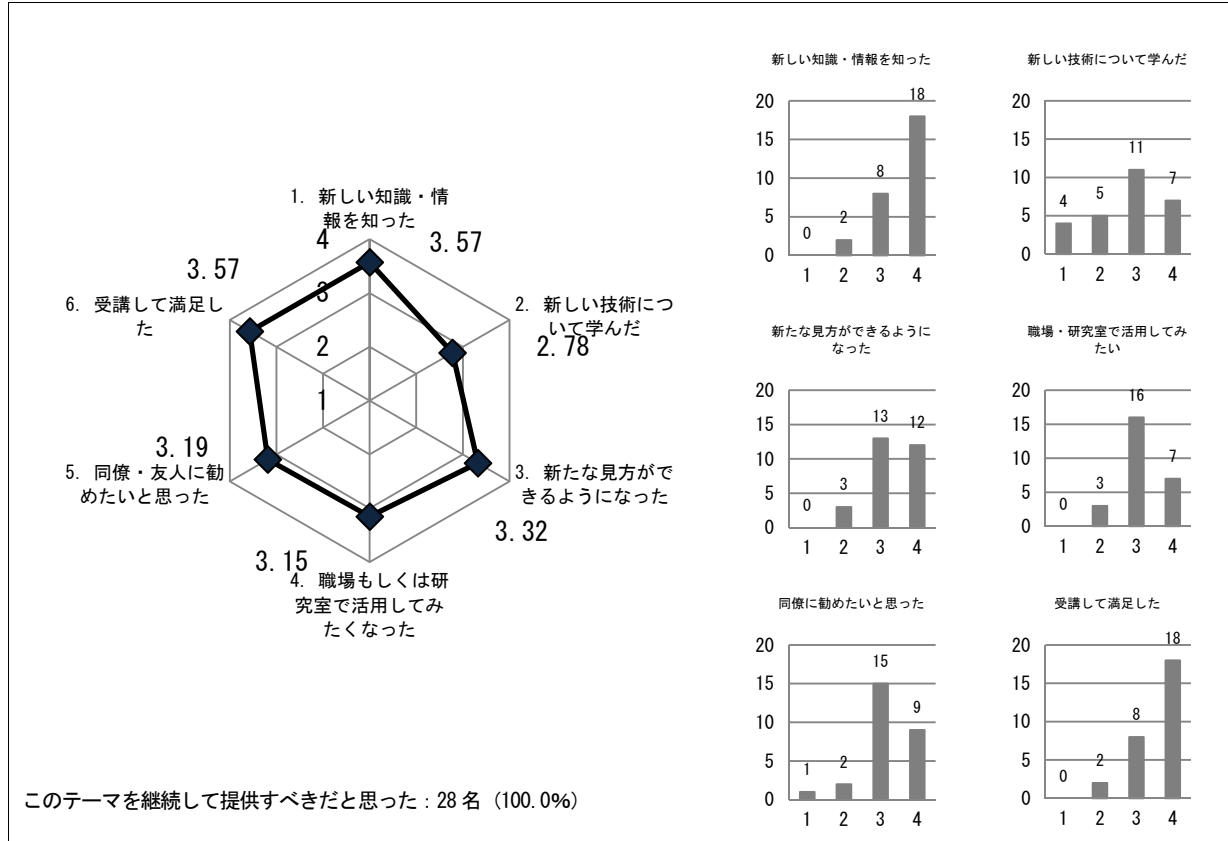 1. 新しい知識・情
報を知った
4
3.57
3.57
3
6. 受講して満足し
た
2. 新しい技術につ
いて学んだ
2.78
2
1
3.19
5. 同僚・友人に勧
めたいと思った
3. 新たな見方がで
きるようになった
3.32
3.15
4. 職場もしくは研
究室で活用してみ
たくなった
このテーマを継続して提供すべきだと思った：28 名（100.0%）
新しい知識・情報を知った
20
15
10
5
0
0
2
8
18
1 2 3 4
新しい技術について学んだ
20
15
10
5
0
4
5
11
7
1 2 3 4
新たな見方ができるように
なった
20
15
10
5
0
0
3
13
12
1 2 3 4
職場・研究室で活用してみ
たい
20
15
10
5
0
0
3
16
7
1 2 3 4
同僚に勧めたいと思った
20
15
10
5
0
1
2
15
9
1 2 3 4
受講して満足した
20
15
10
5
0
0
2
8
18
1 2 3 4